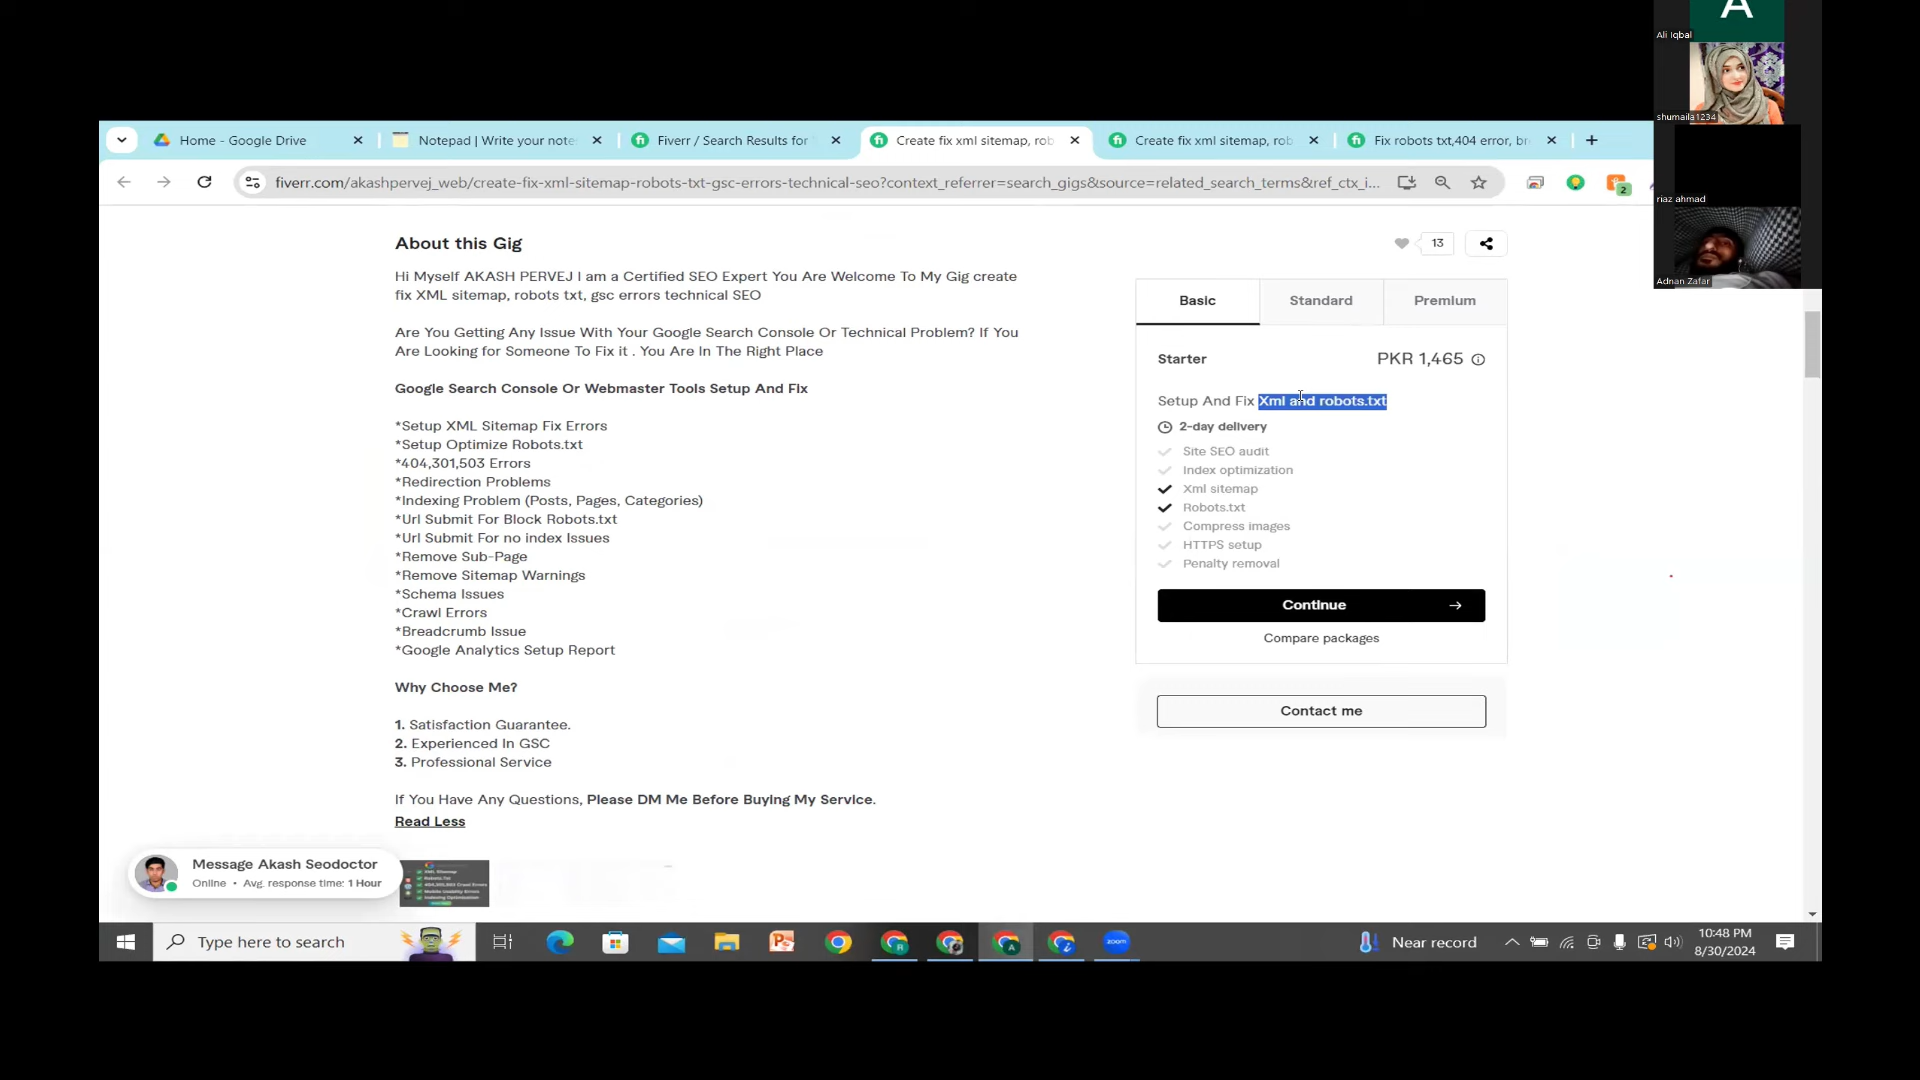 A
Ali Iqbal
shumaila1234
riaz ahmad
Adnan Zafar
Home - Google Drive
Notepad | Write your note
Fiverr / Search Results for
Create fix xml sitemap, rob
Create fix xml sitemap, rob
Fix robots txt,404 error, br
fiverr.com/akashpervej_web/create-fix-xml-sitemap-robots-txt-gsc-errors-technical-seo?context_referrer=search_gigs&source=related_search_terms&ref_ctx_i...
2
About this Gig
13
Hi Myself AKASH PERVEJ I am a Certified SEO Expert You Are Welcome To My Gig create
fix XML sitemap, robots txt, gsc errors technical SEO
Are You Getting Any Issue With Your Google Search Console Or Technical Problem? If You
Are Looking for Someone To Fix it . You Are In The Right Place
Google Search Console Or Webmaster Tools Setup And Fix
*Setup XML Sitemap Fix Errors
*Setup Optimize Robots.txt
*404,301,503 Errors
*Redirection Problems
*Indexing Problem (Posts, Pages, Categories)
*Url Submit For Block Robots.txt
*Url Submit For no index Issues
*Remove Sub-Page
*Remove Sitemap Warnings
*Schema Issues
*Crawl Errors
*Breadcrumb Issue
*Google Analytics Setup Report
Why Choose Me?
1. Satisfaction Guarantee.
2. Experienced In GSC
3. Professional Service
If You Have Any Questions, Please DM Me Before Buying My Service.
Read Less
Basic
Standard
Premium
Starter
PKR 1,465
Setup And Fix Xml and robots.txt
2-day delivery
Site SEO audit
Index optimization
Xml sitemap
Robots.txt
Compress images
HTTPS setup
Penalty removal
Continue
Compare packages
Contact me
Message Akash Seodoctor
Online • Avg. response time: 1 Hour
XML Sitemap
Robots.Txt
404,301,503 Crawl Errors
Indexing Optimization
Type here to search
zoom
Near record
10:48 PM
8/30/2024